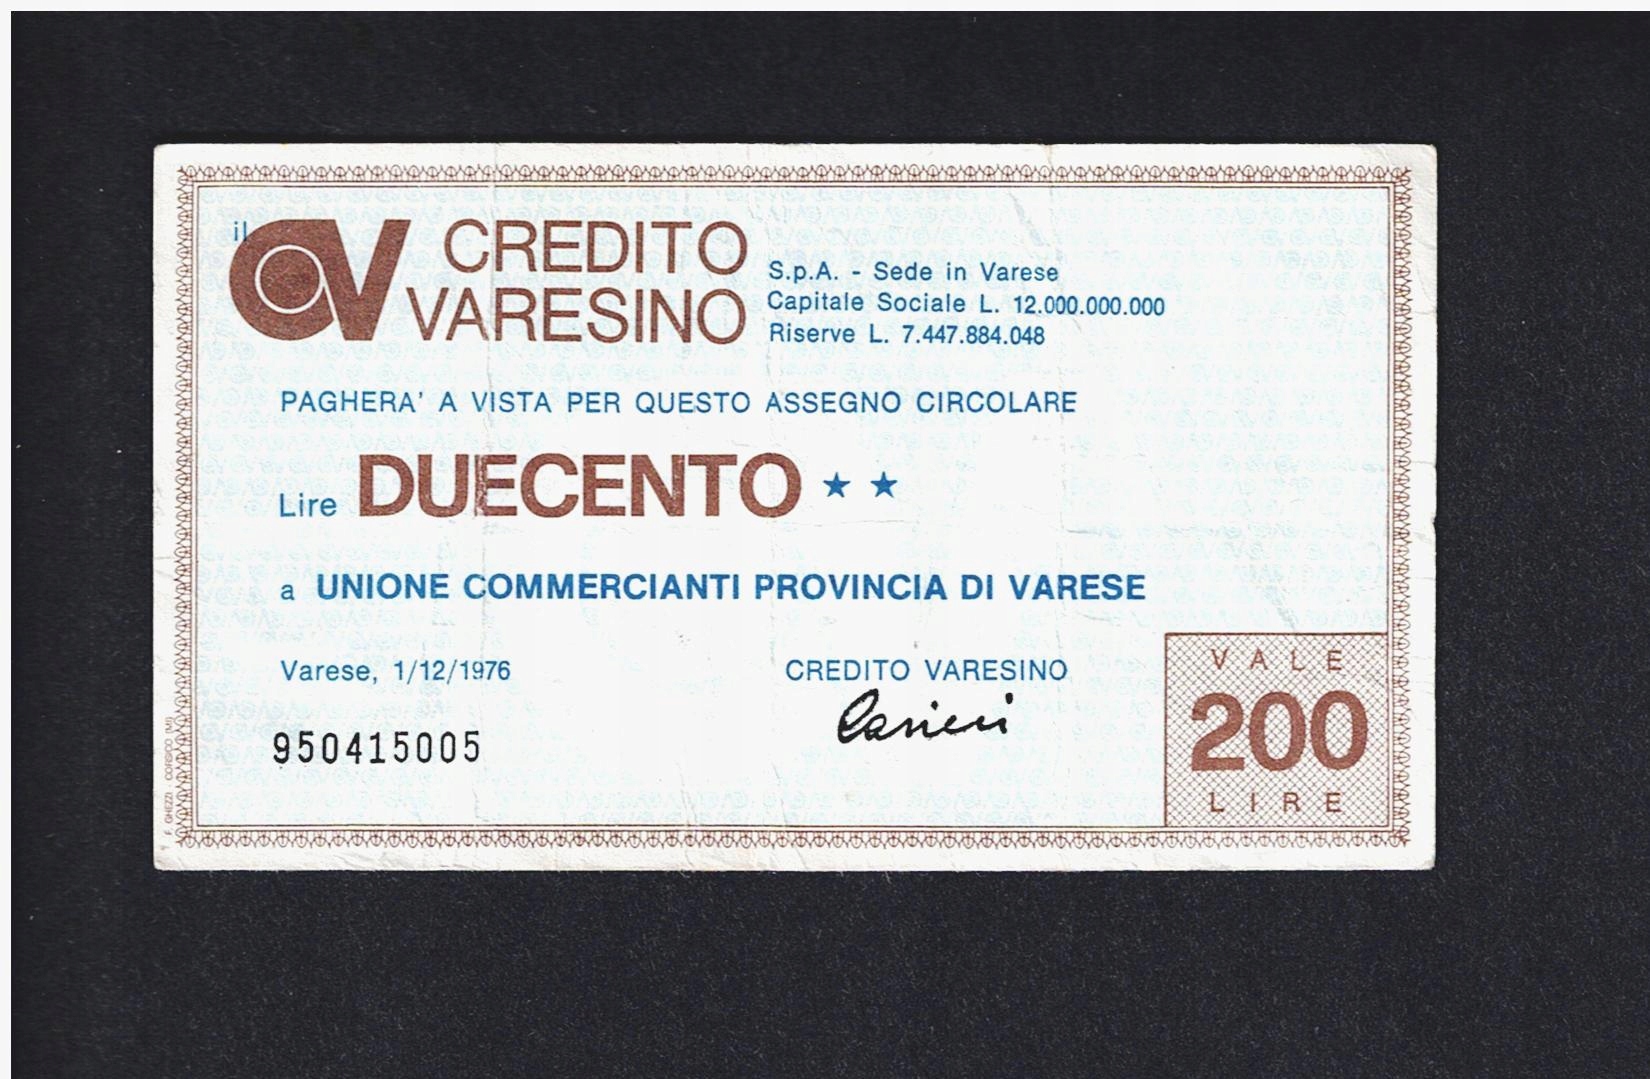 il CREDITO
VARESINO
S.p.A. - Sede in Varese
Capitale Sociale L. 12.000.000.000
Riserve L. 7.447.884.048
PAGHERA' A VISTA PER QUESTO ASSEGNO CIRCOLARE
Lire DUECENTO ★ ★
a UNIONE COMMERCIANTI PROVINCIA DI VARESE
Varese, 1/12/1976
CREDITO VARESINO
950415005
VALE
200
LIRE